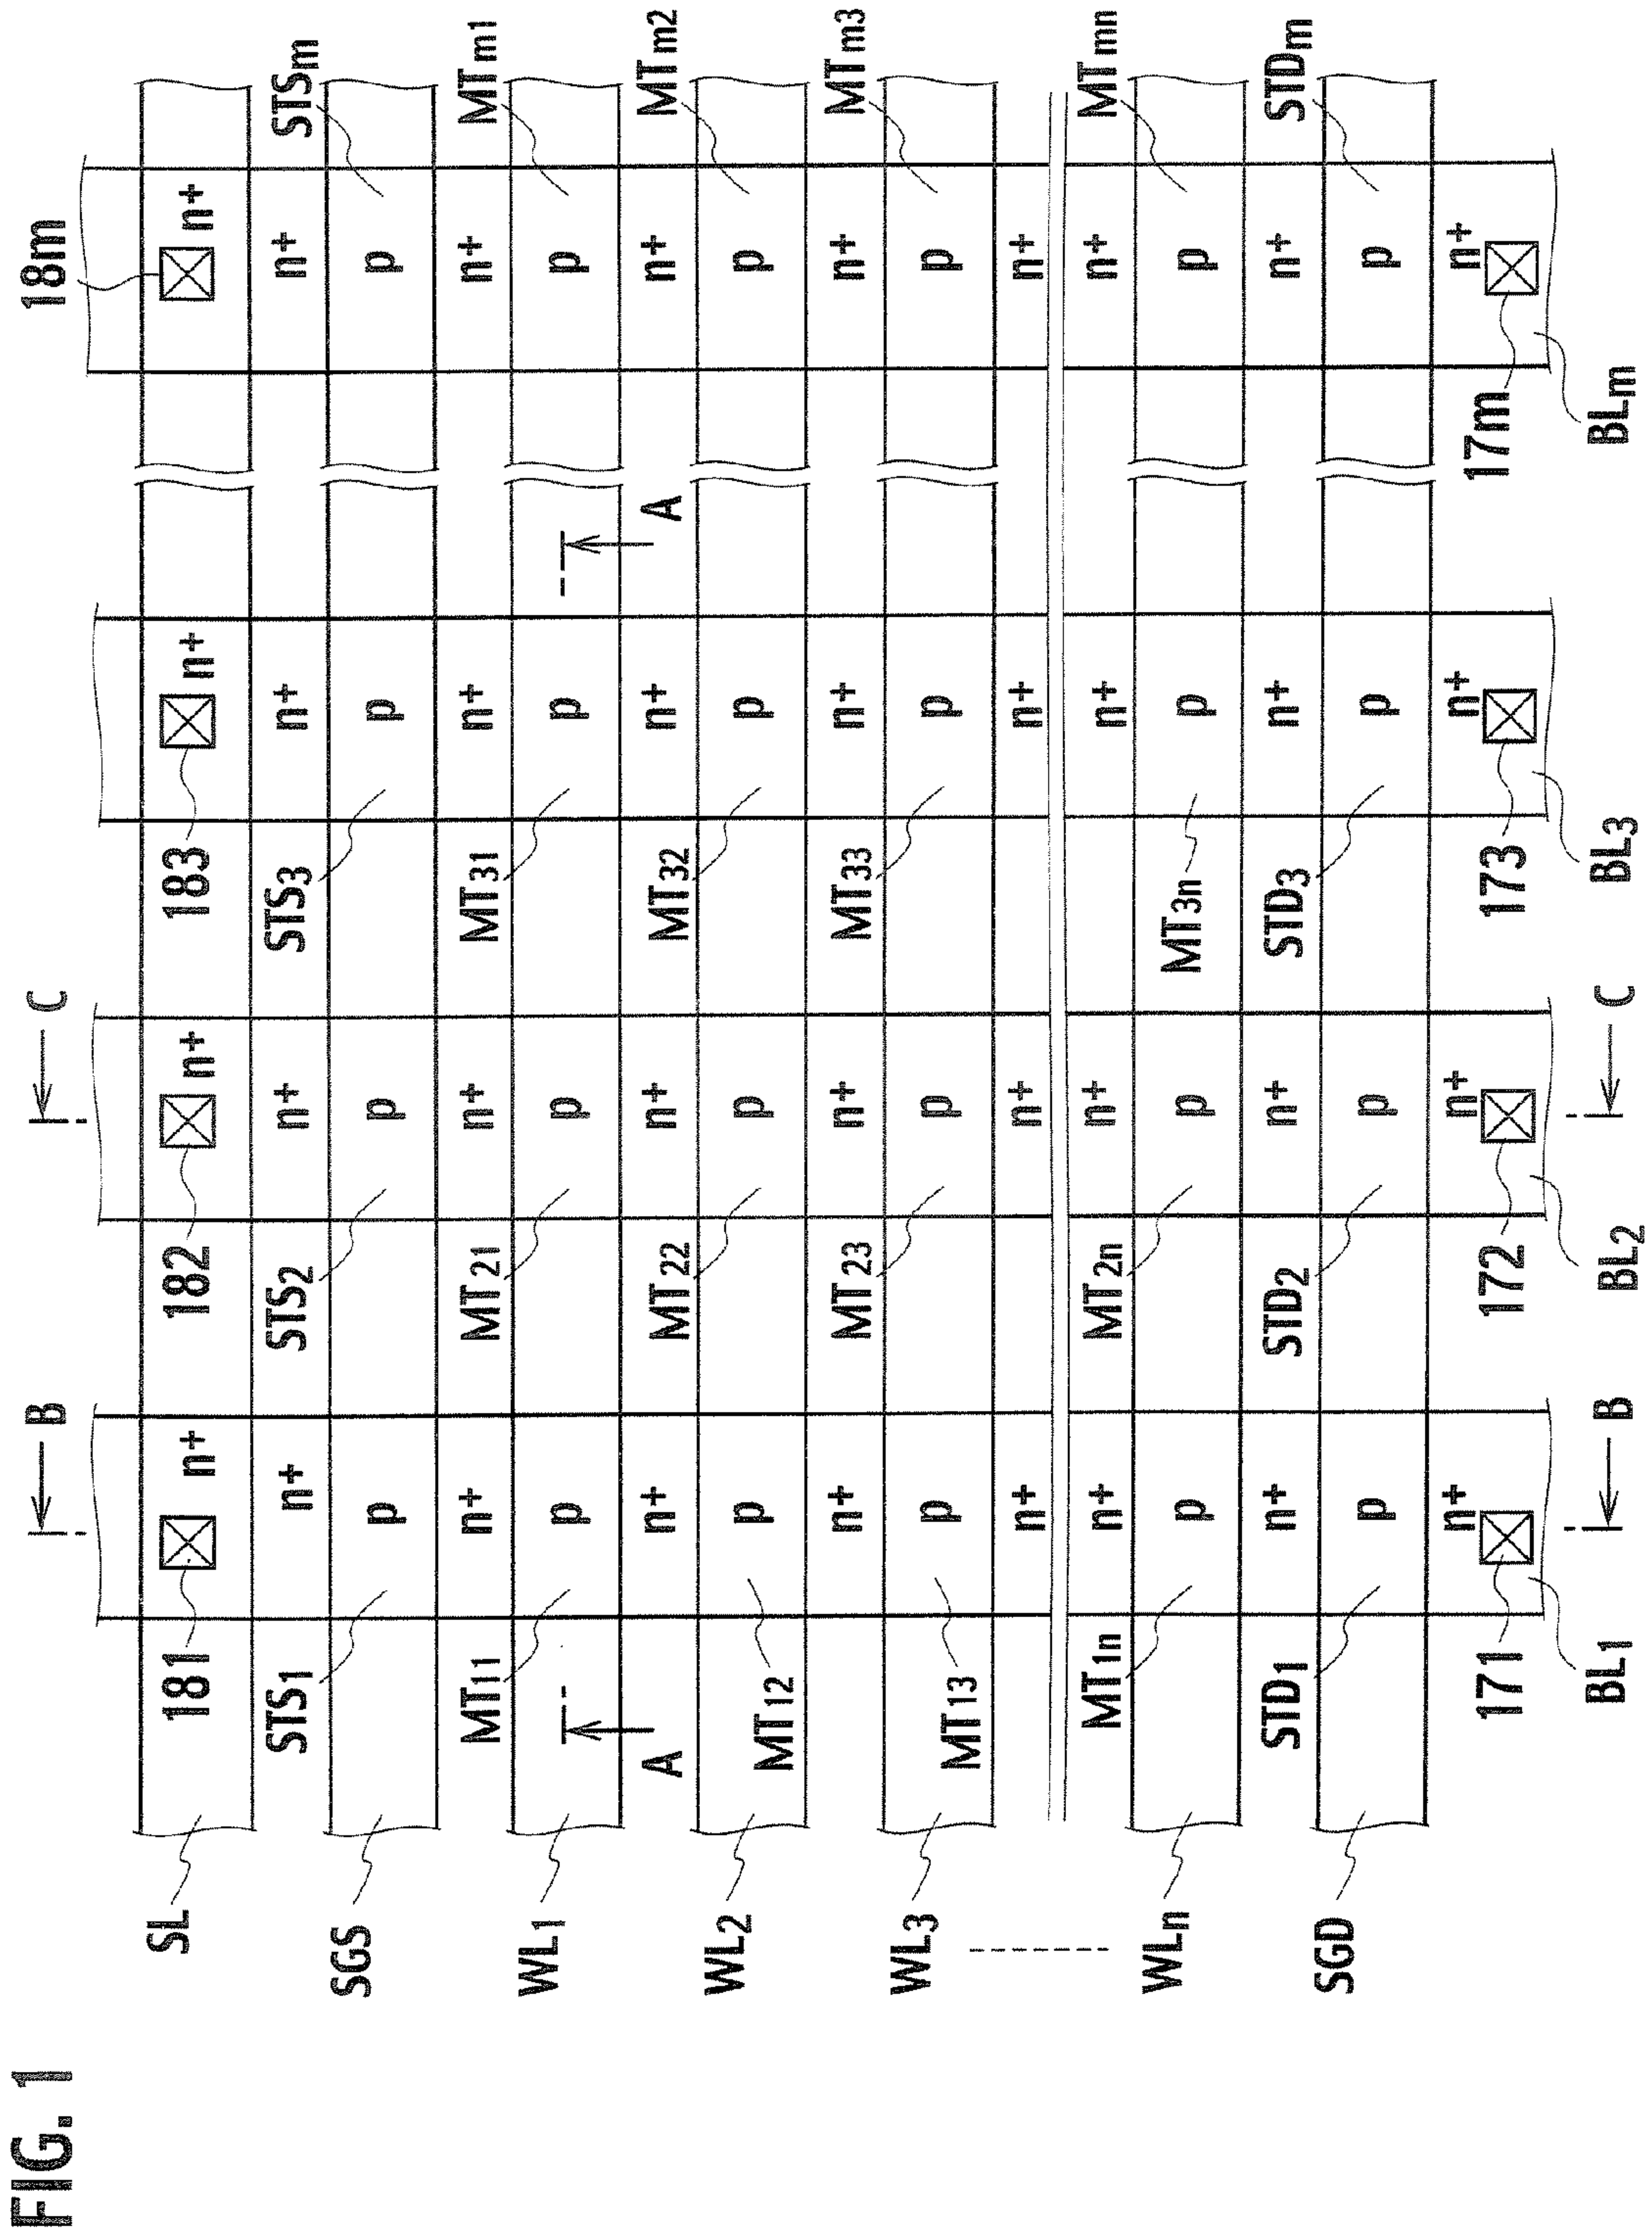 FIG. 1
B C 18m
SL 181 n+ 182 n+ 183 n+ n+
STS1 n+ STS2 n+ STS3 n+ n+ STSm
SGS p p p p
MT11 n+ MT21 n+ MT31 n+ n+ MTm1
WL1 p p p p
A n+ MT22 n+ MT32 n+ A n+ MTm2
WL2 MT12 p p p p
n+ MT23 n+ MT33 n+ n+ MTm3
WL3 MT13 p p p p
n+ n+ n+ n+
MT1n n+ MT2n n+ n+ n+ MTmn
WLn p p MT3n p p
STD1 n+ STD2 n+ STD3 n+ n+ STDm
SGD p p p p
n+ n+ n+ n+
171 172 173 17m
BL1 B BL2 C BL3 BLm